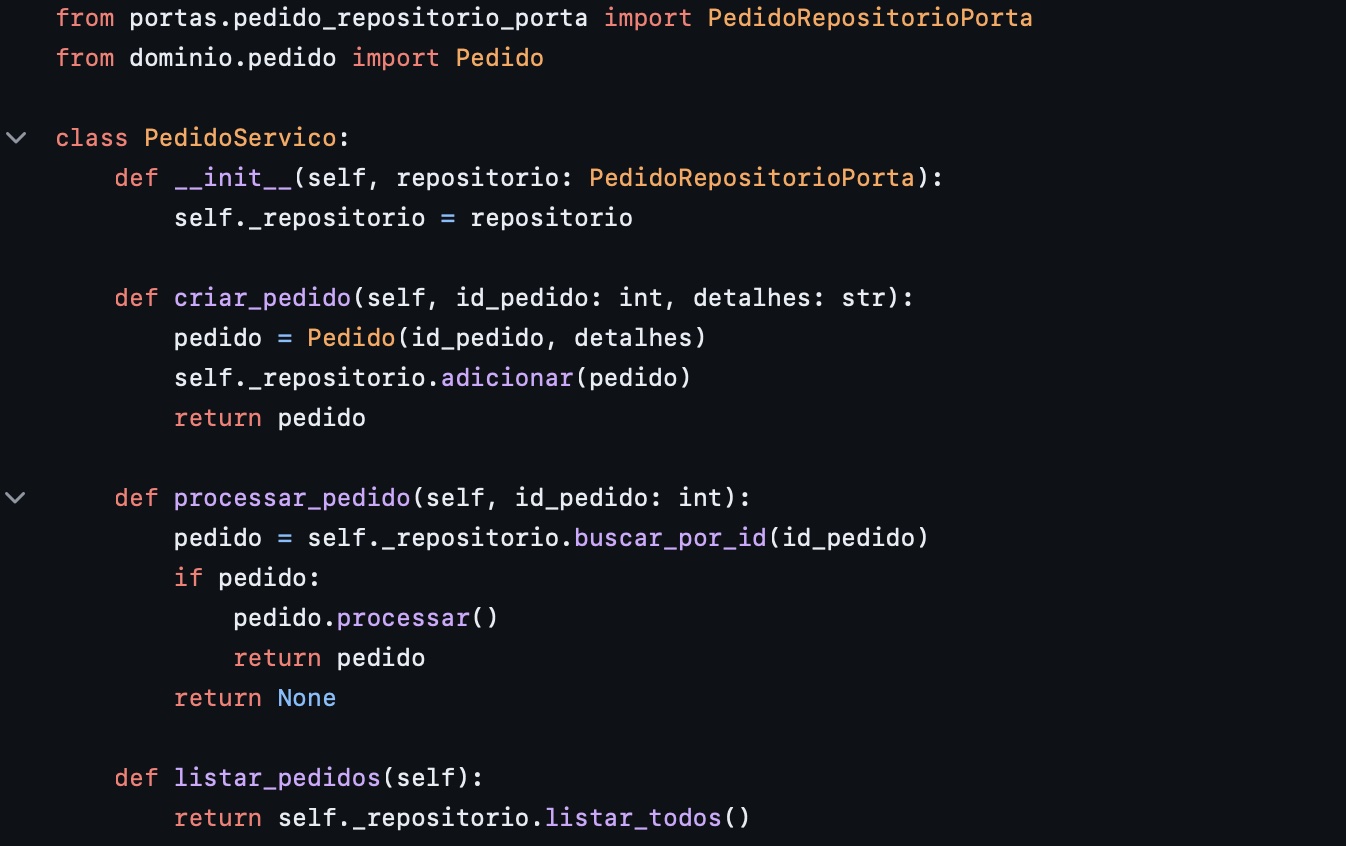 from portas.pedido_repositorio_porta import PedidoRepositorioPorta
from dominio.pedido import Pedido

class PedidoServico:
    def __init__(self, repositorio: PedidoRepositorioPorta):
        self._repositorio = repositorio

    def criar_pedido(self, id_pedido: int, detalhes: str):
        pedido = Pedido(id_pedido, detalhes)
        self._repositorio.adicionar(pedido)
        return pedido

    def processar_pedido(self, id_pedido: int):
        pedido = self._repositorio.buscar_por_id(id_pedido)
        if pedido:
            pedido.processar()
            return pedido
        return None

    def listar_pedidos(self):
        return self._repositorio.listar_todos()